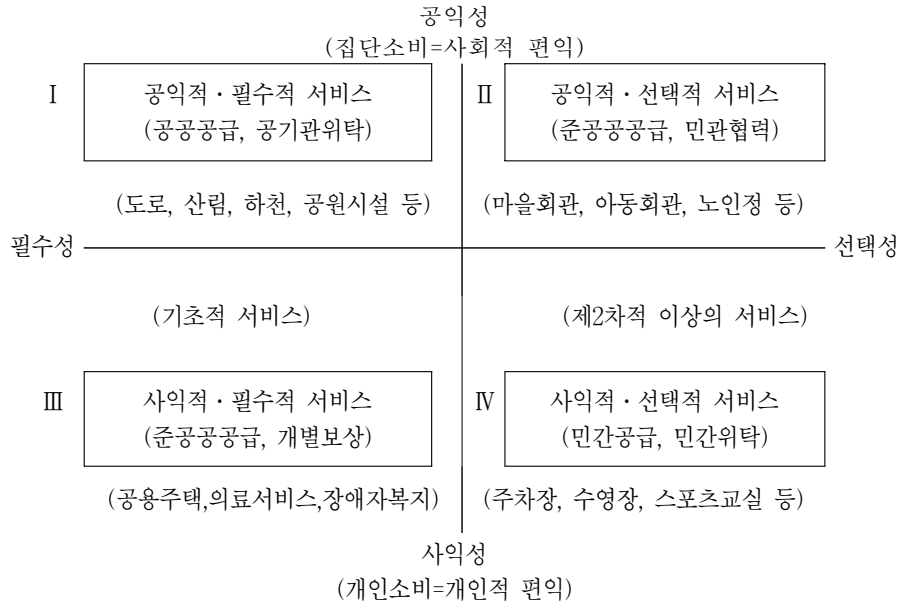 공익성
(집단소비=사회적 편익)
Ⅰ
공익적·필수적 서비스
(공공공급, 공기관위탁)
(도로, 산림, 하천, 공원시설 등)
Ⅱ
공익적·선택적 서비스
(준공공공급, 민관협력)
(마을회관, 아동회관, 노인정 등)
필수성
선택성
(기초적 서비스)
(제2차적 이상의 서비스)
Ⅲ
사익적·필수적 서비스
(준공공공급, 개별보상)
(공용주택,의료서비스,장애자복지)
Ⅳ
사익적·선택적 서비스
(민간공급, 민간위탁)
(주차장, 수영장, 스포츠교실 등)
사익성
(개인소비=개인적 편익)